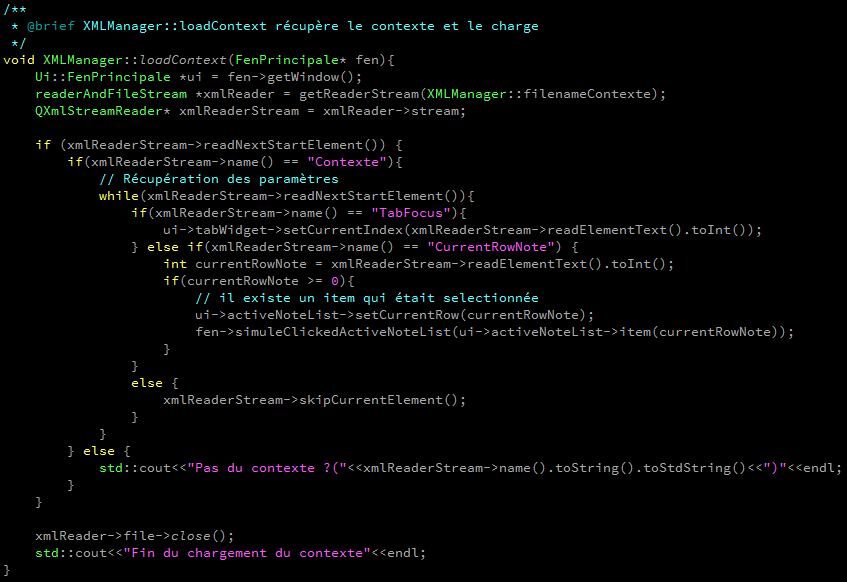 /**
 * @brief XMLManager::loadContext récupère le contexte et le charge
 */
void XMLManager::loadContext(FenPrincipale* fen){
    Ui::FenPrincipale *ui = fen->getWindow();
    readerAndFileStream *xmlReader = getReaderStream(XMLManager::filenameContexte);
    QXmlStreamReader* xmlReaderStream = xmlReader->stream;

    if (xmlReaderStream->readNextStartElement()) {
        if(xmlReaderStream->name() == "Contexte"){
            // Récupération des paramètres
            while(xmlReaderStream->readNextStartElement()){
                if(xmlReaderStream->name() == "TabFocus"){
                    ui->tabWidget->setCurrentIndex(xmlReaderStream->readElementText().toInt());
                } else if(xmlReaderStream->name() == "CurrentRowNote") {
                    int currentRowNote = xmlReaderStream->readElementText().toInt();
                    if(currentRowNote >= 0){
                        // il existe un item qui était selectionnée
                        ui->activeNoteList->setCurrentRow(currentRowNote);
                        fen->simuleClickedActiveNoteList(ui->activeNoteList->item(currentRowNote));
                    }
                }
                else {
                    xmlReaderStream->skipCurrentElement();
                }
            }
        } else {
            std::cout<<"Pas du contexte ?("<<xmlReaderStream->name().toString().toStdString()<<")"<<endl;
        }
    }

    xmlReader->file->close();
    std::cout<<"Fin du chargement du contexte"<<endl;
}